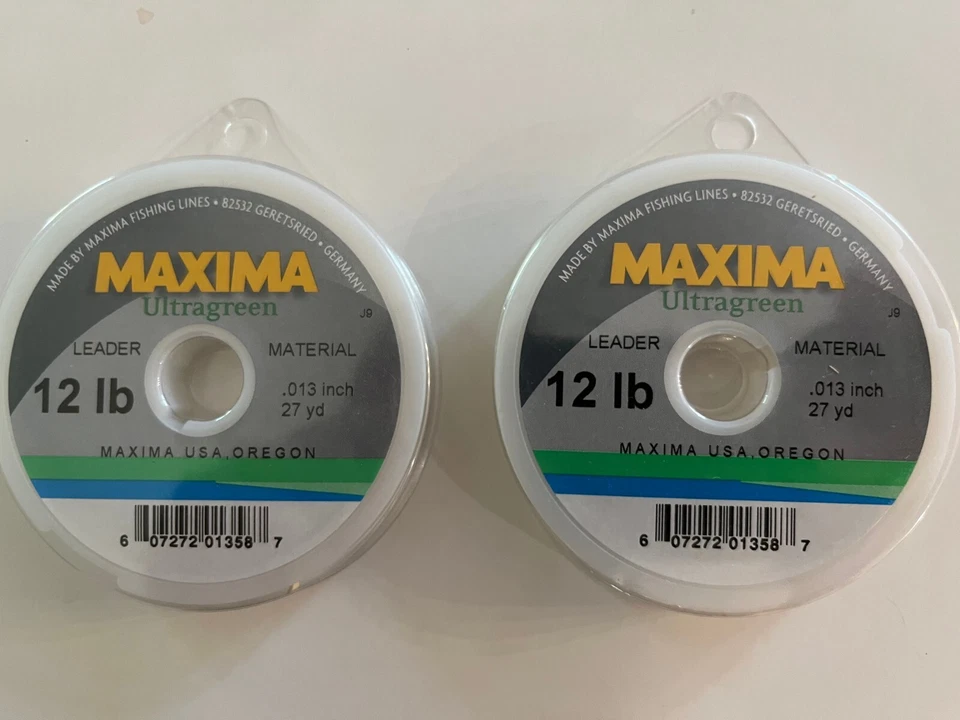 MADE BY MAXIMA FISHING LINES • 82532 GERETSRIED • GERMANY
MAXIMA
Ultragreen
J9
LEADER MATERIAL
12 lb
.013 inch
27 yd
MAXIMA USA, OREGON
6 07272 01358 7
MADE BY MAXIMA FISHING LINES • 82532 GERETSRIED • GERMANY
MAXIMA
Ultragreen
J9
LEADER MATERIAL
12 lb
.013 inch
27 yd
MAXIMA USA, OREGON
6 07272 01358 7